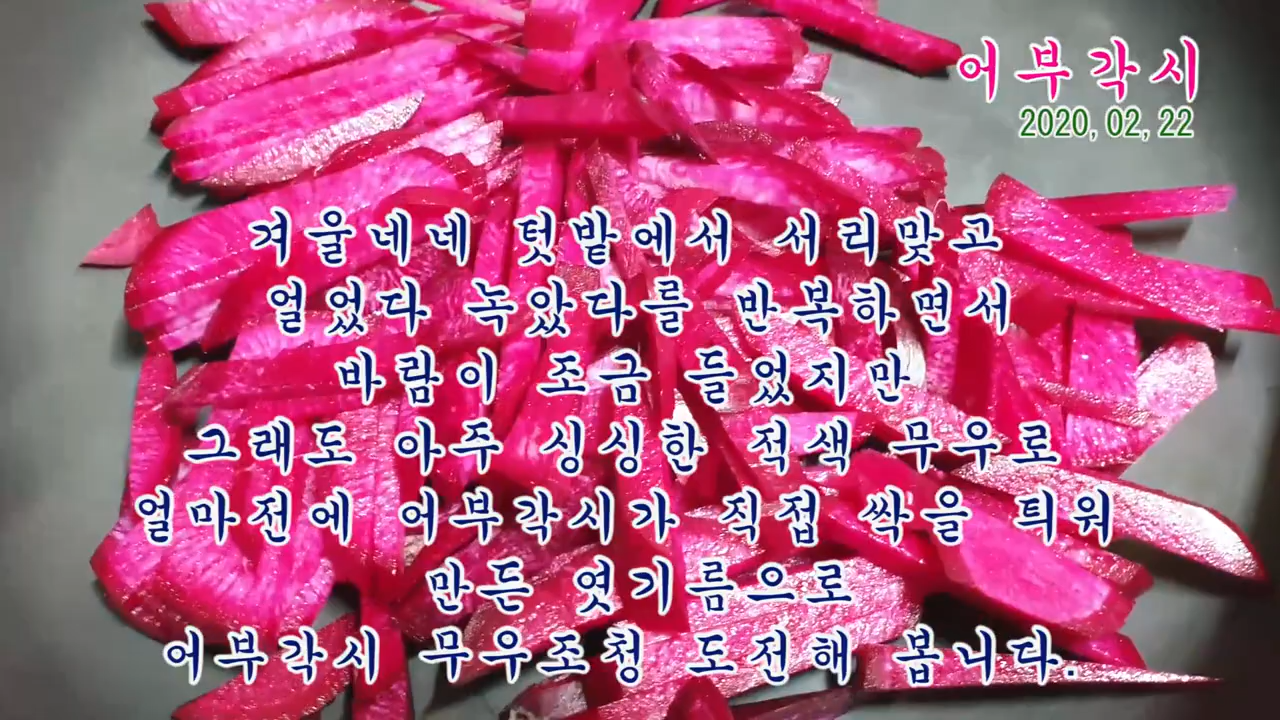 어부각시
2020, 02, 22
겨울네네 텃밭에서 서리맞고
얼었다 녹았다를 반복하면서
바람이 조금 들었지만
그래도 아주 싱싱한 적색 무우로
얼마전에 어부각시가 직접 싹을 틔워
만든 엿기름으로
어부각시 무우조청 도전해 봅니다.